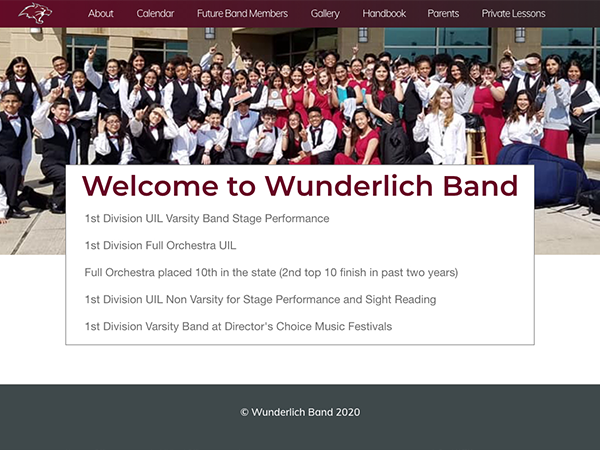 About Calendar Future Band Members Gallery Handbook Parents Private Lessons
Welcome to Wunderlich Band
1st Division UIL Varsity Band Stage Performance
1st Division Full Orchestra UIL
Full Orchestra placed 10th in the state (2nd top 10 finish in past two years)
1st Division UIL Non Varsity for Stage Performance and Sight Reading
1st Division Varsity Band at Director's Choice Music Festivals
© Wunderlich Band 2020